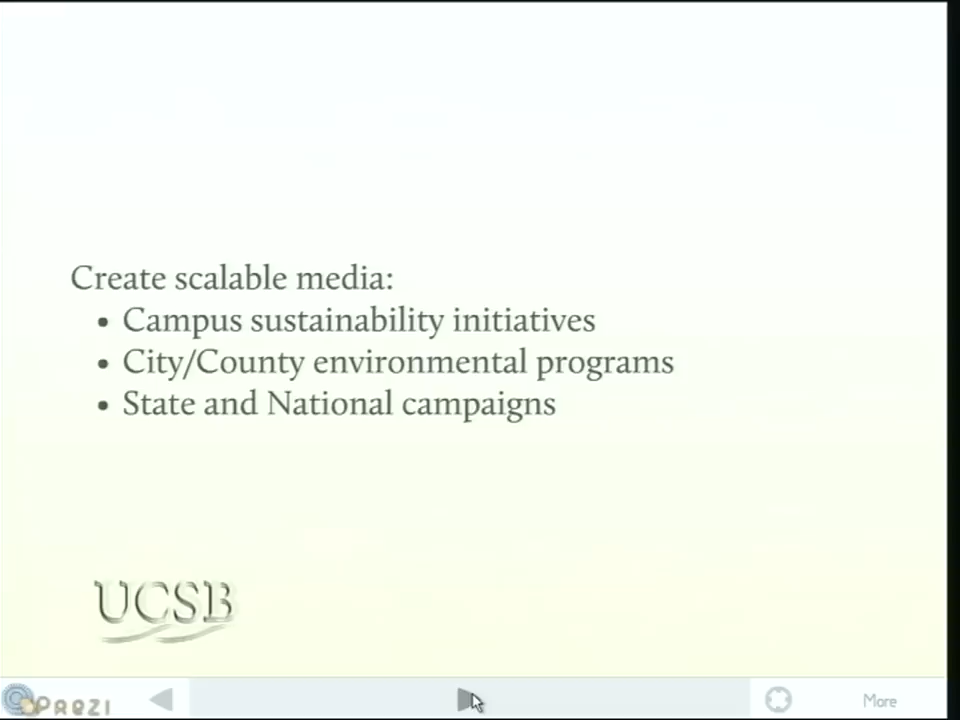 Create scalable media:
• Campus sustainability initiatives
• City/County environmental programs
• State and National campaigns
UCSB
PREZI
More